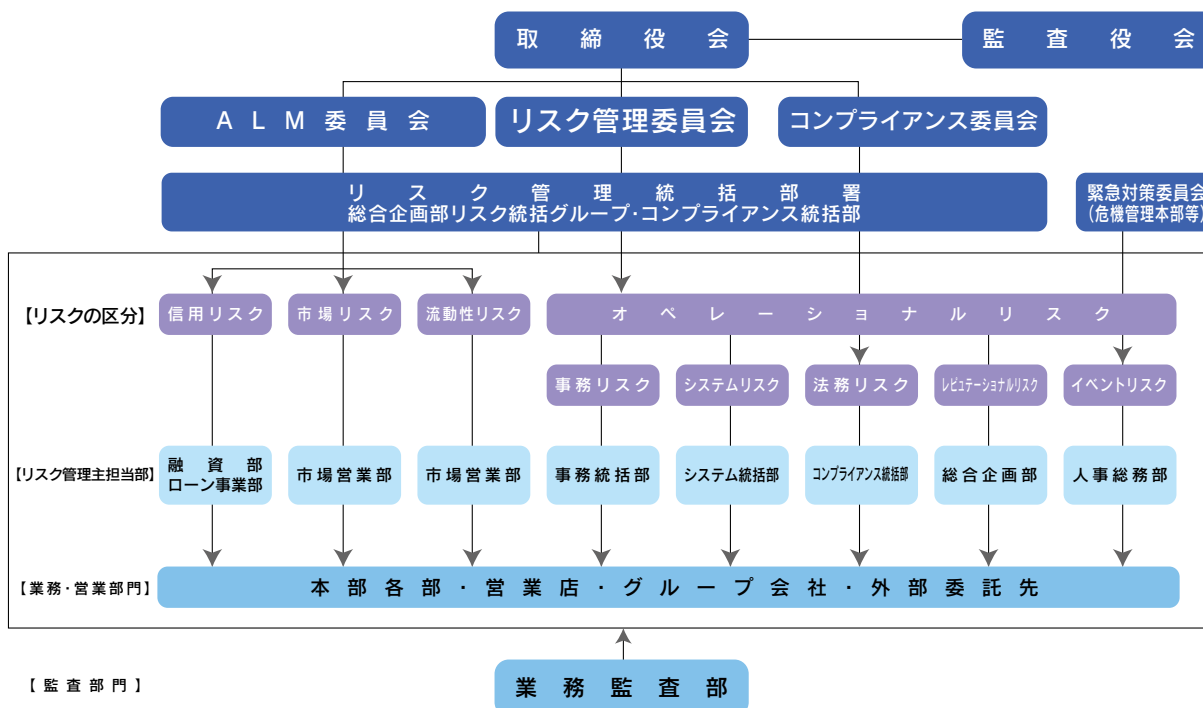 取締役会
監査役会
ALM委員会
リスク管理委員会
コンプライアンス委員会
リスク管理統括部署
総合企画部リスク統括グループ・コンプライアンス統括部
緊急対策委員会
(危機管理本部等)
【リスクの区分】
信用リスク
市場リスク
流動性リスク
オペレーショナルリスク
事務リスク
システムリスク
法務リスク
レピュテーショナルリスク
イベントリスク
【リスク管理主担当部】
融資部
ローン事業部
市場営業部
市場営業部
事務統括部
システム統括部
コンプライアンス統括部
総合企画部
人事総務部
【業務・営業部門】
本部各部・営業店・グループ会社・外部委託先
【監査部門】
業務監査部